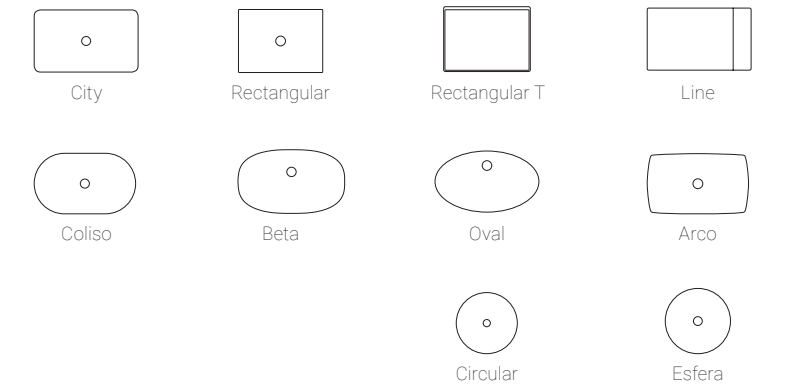 City
Rectangular
Rectangular T
Line
Coliso
Beta
Oval
Arco
Circular
Esfera